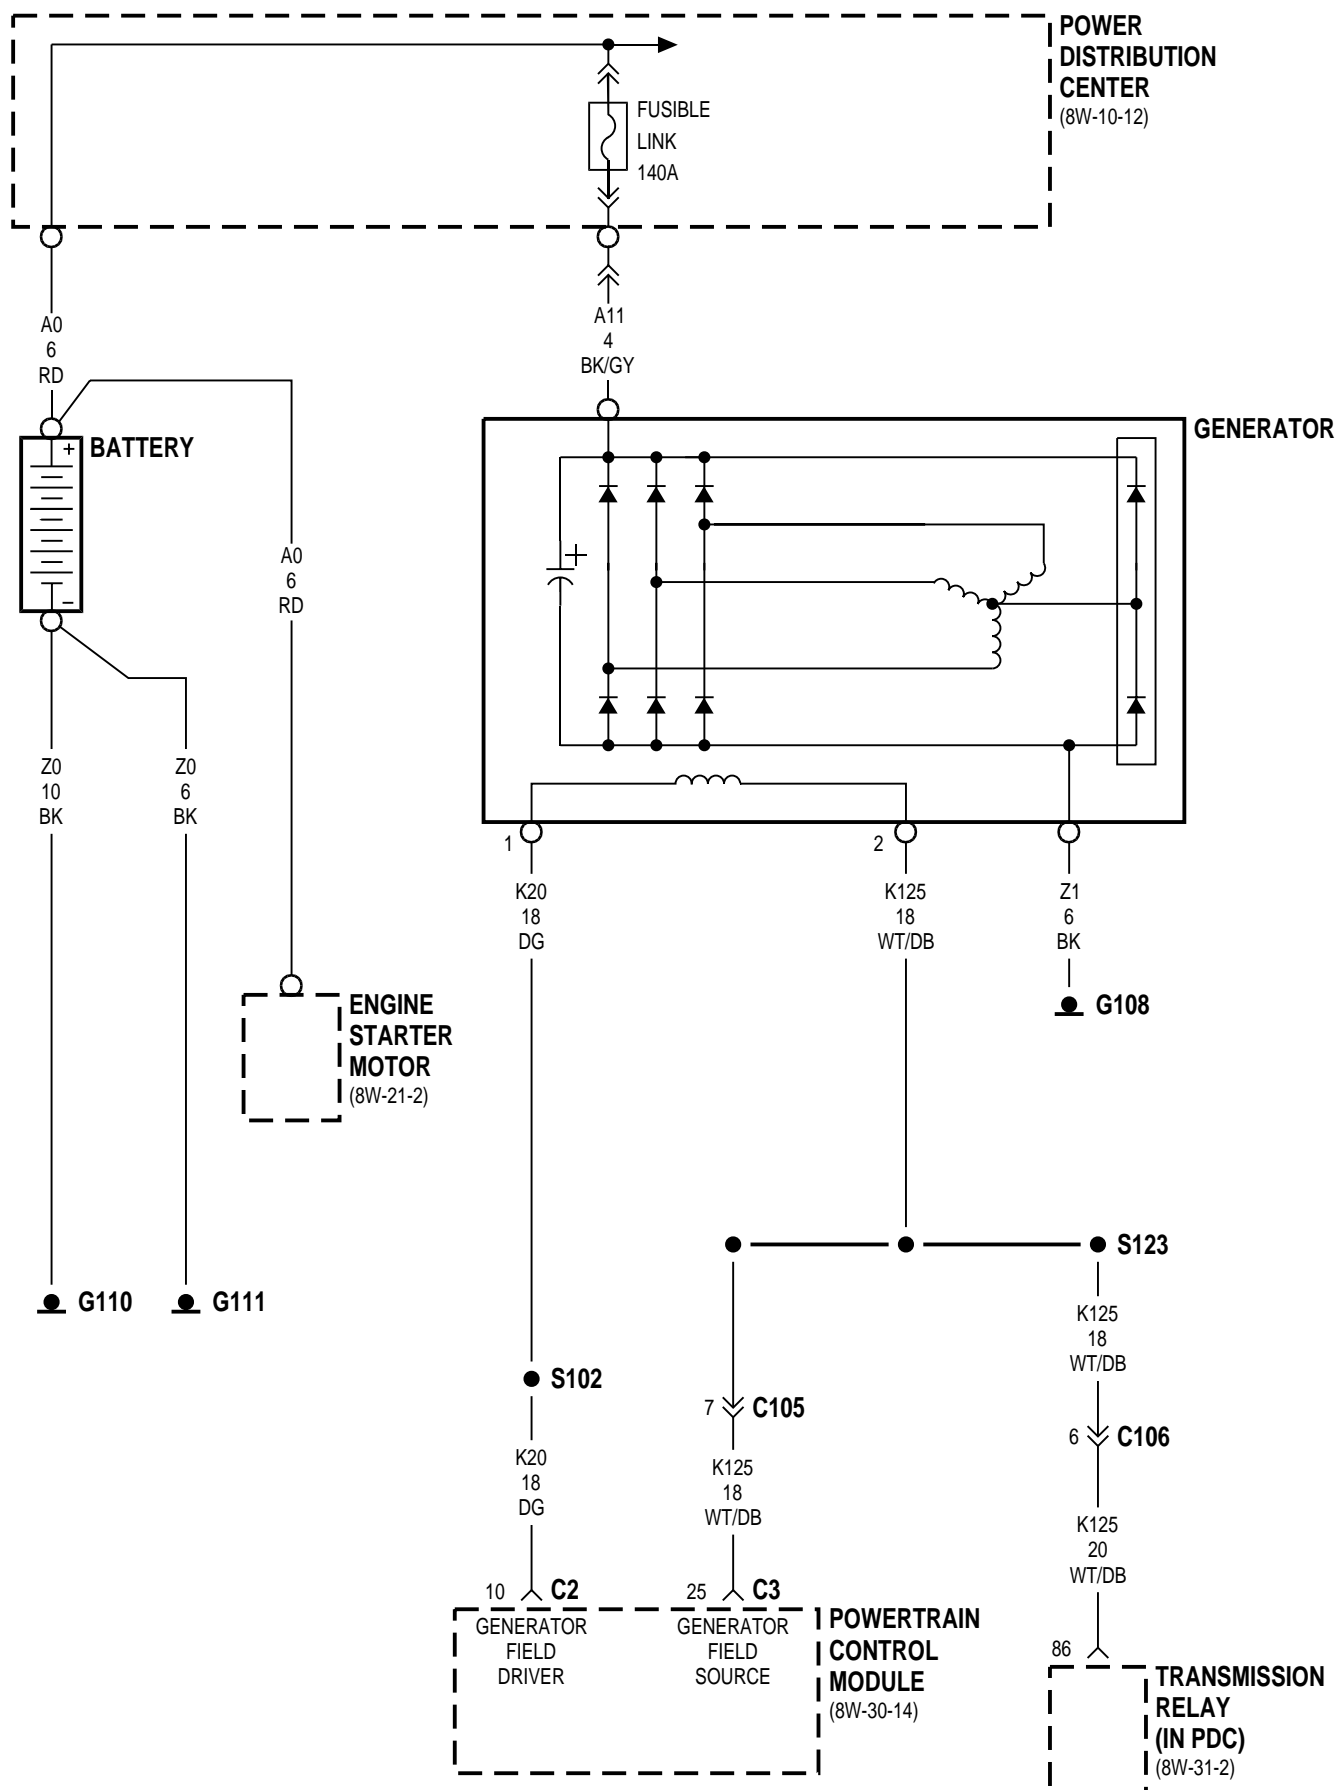 POWER
DISTRIBUTION
CENTER
(8W-10-12)
FUSIBLE
LINK
140A
A0
6
RD
A11
4
BK/GY
+
BATTERY
−
GENERATOR
+
A0
6
RD
Z0
10
BK
Z0
6
BK
1
2
K20
18
DG
K125
18
WT/DB
Z1
6
BK
G108
ENGINE
STARTER
MOTOR
(8W-21-2)
S123
G110
G111
K125
18
WT/DB
S102
7
C105
6
C106
K20
18
DG
K125
18
WT/DB
K125
20
WT/DB
10
C2
25
C3
GENERATOR
FIELD
DRIVER
GENERATOR
FIELD
SOURCE
POWERTRAIN
CONTROL
MODULE
(8W-30-14)
86
TRANSMISSION
RELAY
(IN PDC)
(8W-31-2)